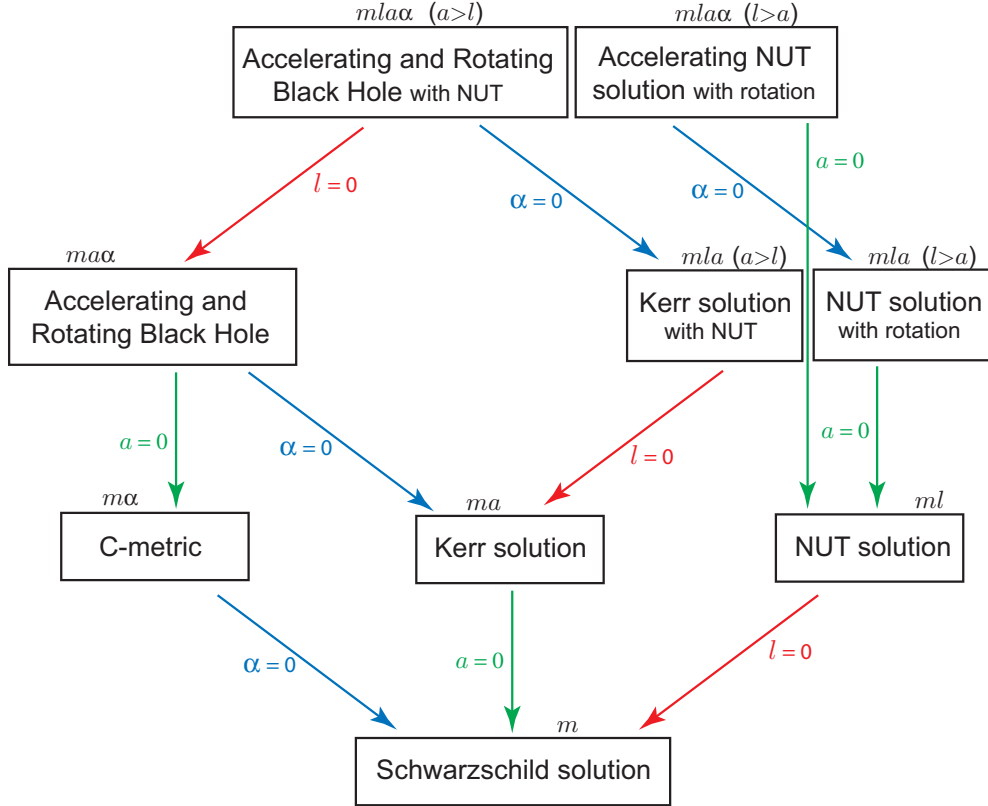 mlaα (a>l)
mlaα (l>a)
Accelerating and Rotating
Black Hole with NUT
Accelerating NUT
solution with rotation
l = 0
α = 0
α = 0
a = 0
maα
mla (a>l)
mla (l>a)
Accelerating and
Rotating Black Hole
Kerr solution
with NUT
NUT solution
with rotation
a = 0
α = 0
l = 0
a = 0
mα
ma
ml
C-metric
Kerr solution
NUT solution
α = 0
a = 0
l = 0
m
Schwarzschild solution